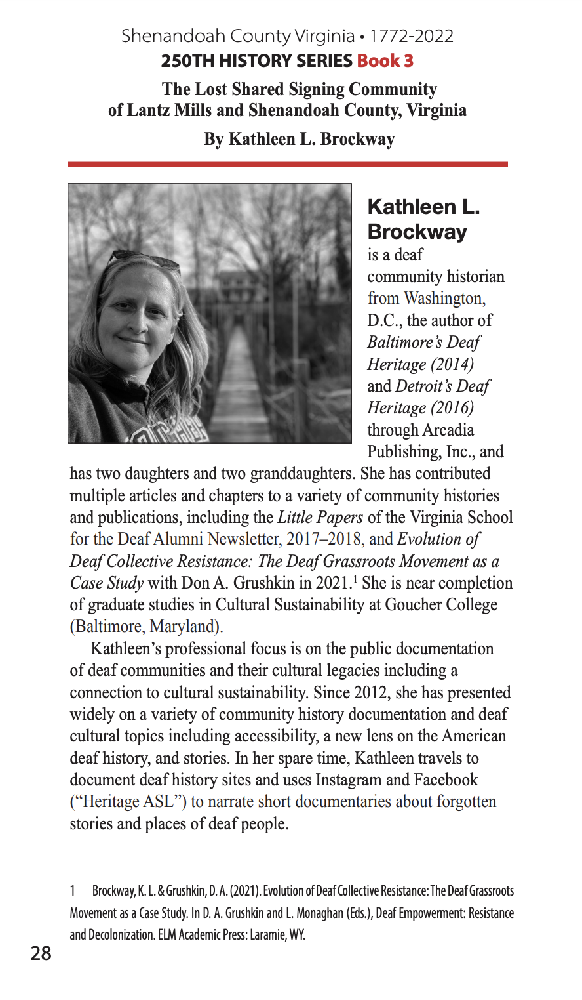 Shenandoah County Virginia • 1772-2022
250TH HISTORY SERIES Book 3
The Lost Shared Signing Community
of Lantz Mills and Shenandoah County, Virginia
By Kathleen L. Brockway
Kathleen L.
Brockway
is a deaf
community historian
from Washington,
D.C., the author of
Baltimore’s Deaf
Heritage (2014)
and Detroit’s Deaf
Heritage (2016)
through Arcadia
Publishing, Inc., and
has two daughters and two granddaughters. She has contributed
multiple articles and chapters to a variety of community histories
and publications, including the Little Papers of the Virginia School
for the Deaf Alumni Newsletter, 2017–2018, and Evolution of
Deaf Collective Resistance: The Deaf Grassroots Movement as a
Case Study with Don A. Grushkin in 2021.1 She is near completion
of graduate studies in Cultural Sustainability at Goucher College
(Baltimore, Maryland).
Kathleen’s professional focus is on the public documentation
of deaf communities and their cultural legacies including a
connection to cultural sustainability. Since 2012, she has presented
widely on a variety of community history documentation and deaf
cultural topics including accessibility, a new lens on the American
deaf history, and stories. In her spare time, Kathleen travels to
document deaf history sites and uses Instagram and Facebook
(“Heritage ASL”) to narrate short documentaries about forgotten
stories and places of deaf people.
1 Brockway, K. L. & Grushkin, D. A. (2021). Evolution of Deaf Collective Resistance: The Deaf Grassroots
Movement as a Case Study. In D. A. Grushkin and L. Monaghan (Eds.), Deaf Empowerment: Resistance
and Decolonization. ELM Academic Press: Laramie, WY.
28